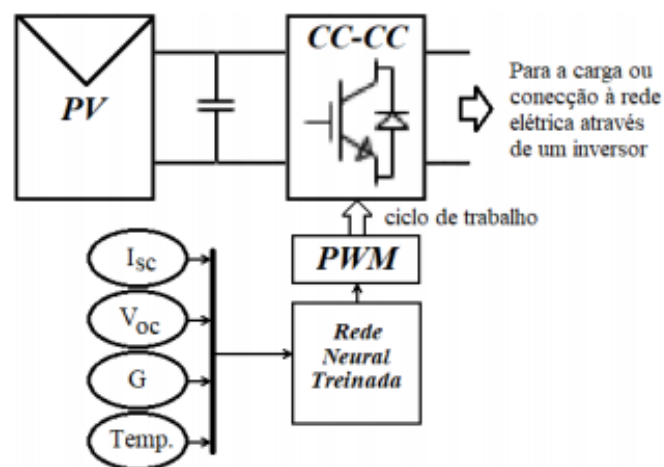 PV
CC-CC
Para a carga ou
conecção à rede
elétrica através
de um inversor
ciclo de trabalho
PWM
Isc
Voc
G
Temp.
Rede
Neural
Treinada